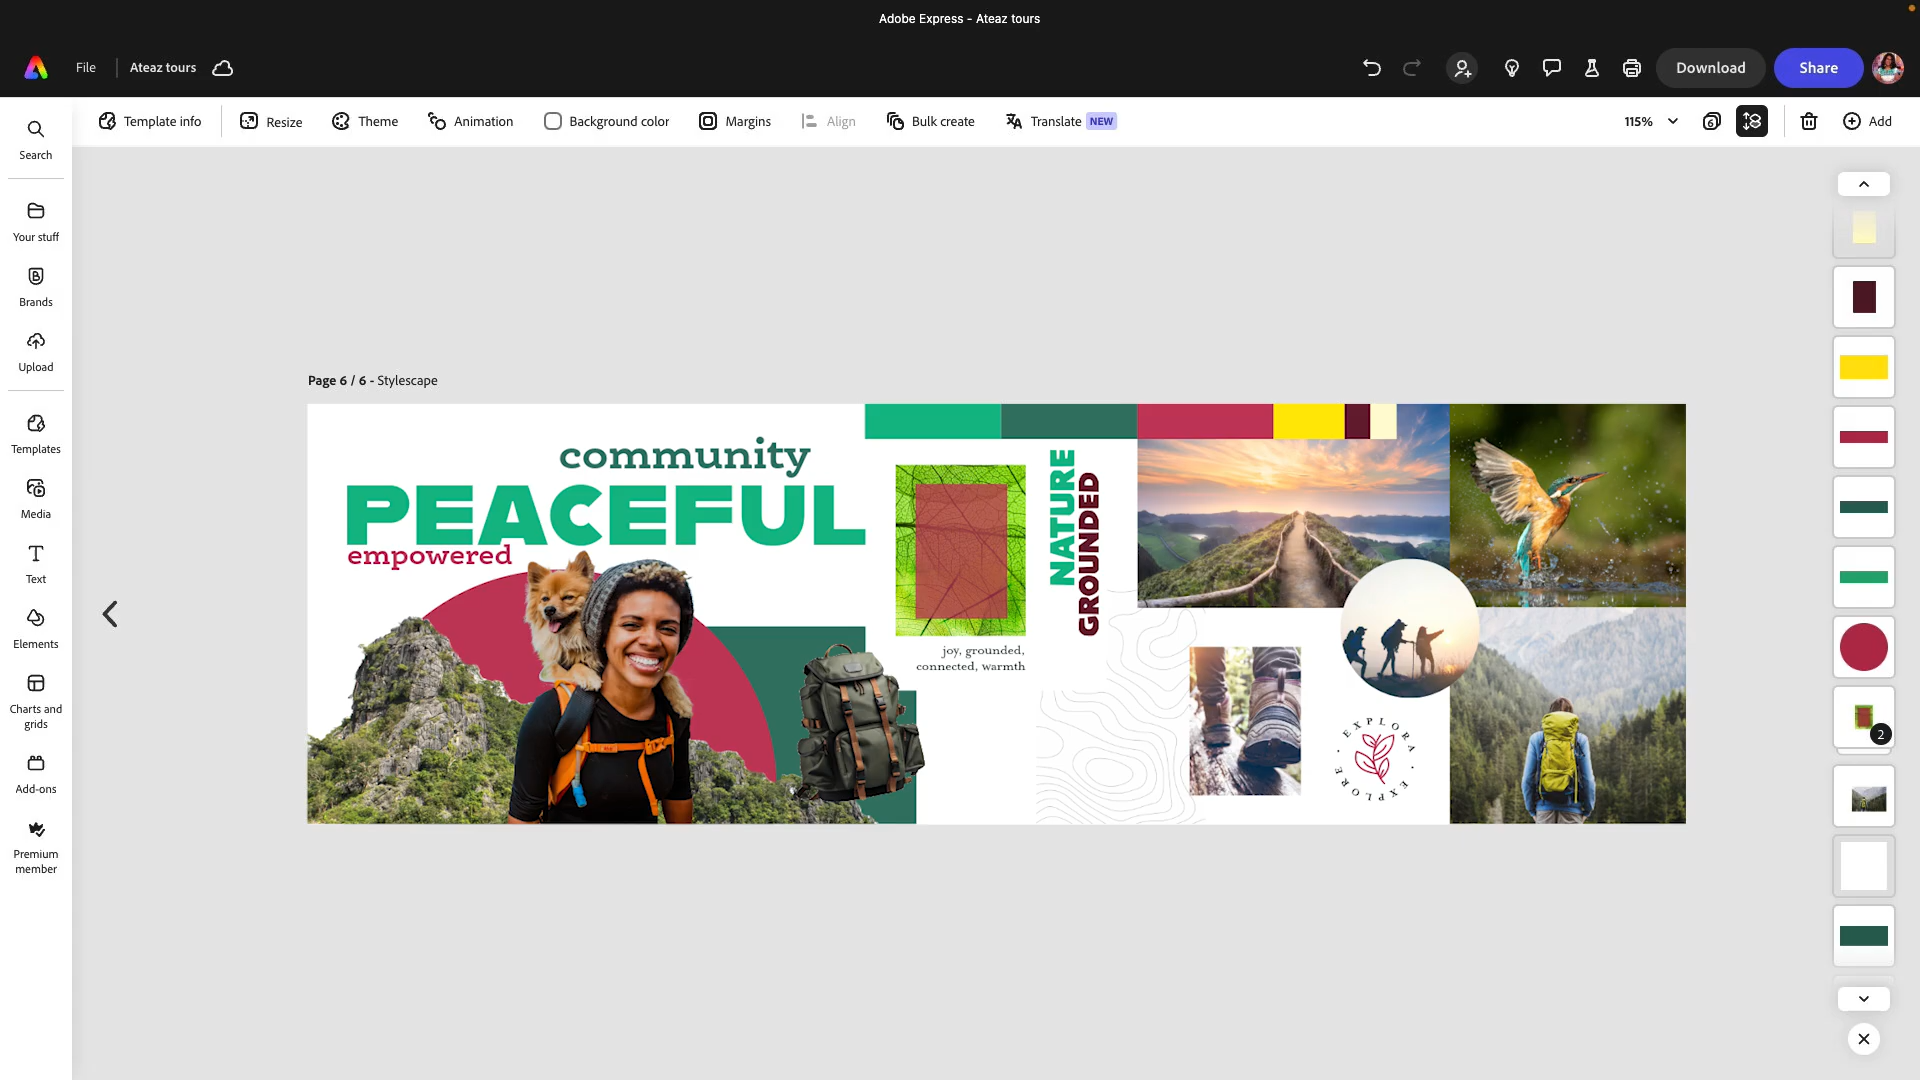 Adobe Express - Ateaz tours
File
Ateaz tours
Download
Share
Template info
Resize
Theme
Animation
Background color
Margins
Align
Bulk create
Translate NEW
115%
6
Add
Search
Your stuff
Brands
Upload
Templates
Media
Text
Elements
Charts and
grids
Add-ons
Premium
member
Page 6 / 6 - Stylescape
community
PEACEFUL
empowered
joy, grounded,
connected, warmth
NATURE
GROUNDED
EXPLORA · EXPLORE ·
2